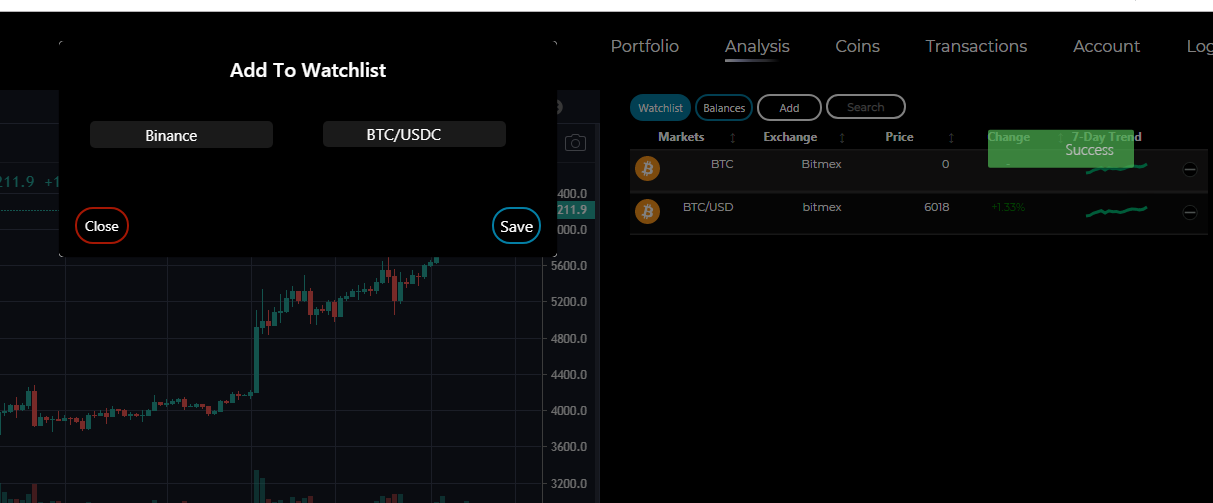 Portfolio Analysis Coins Transactions Account Log
Add To Watchlist
Binance BTC/USDC
Close Save
Watchlist Balances Add Search
Markets Exchange Price Change 7-Day Trend
Success
BTC Bitmex 0 -
BTC/USD bitmex 6018 +1.33%
211.9 +1
400.0
211.9
000.0
5600.0
5200.0
4800.0
4400.0
4000.0
3600.0
3200.0